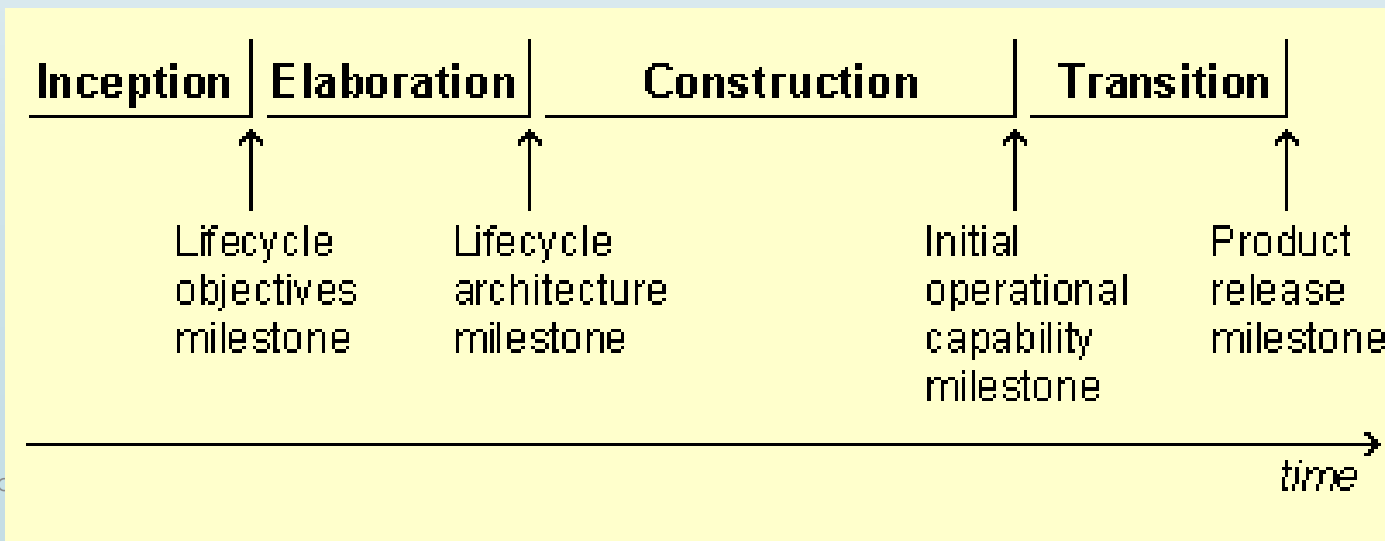 Inception Elaboration Construction Transition
Lifecycle objectives milestone
Lifecycle architecture milestone
Initial operational capability milestone
Product release milestone
time